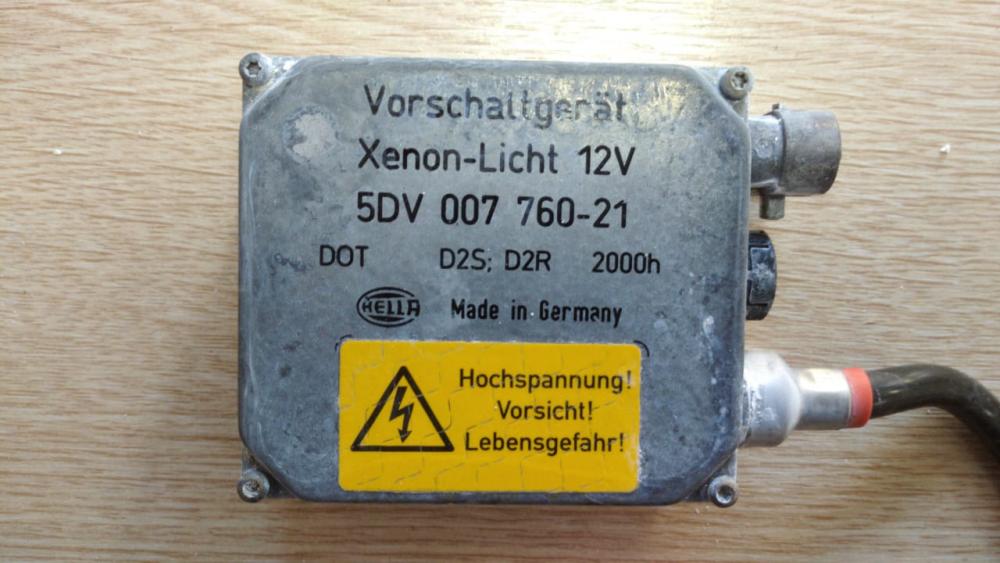 Vorschaltgerät
Xenon-Licht 12V
5DV 007 760-21
DOT D2S; D2R 2000h
HELLA Made in Germany
Hochspannung!
Vorsicht!
Lebensgefahr!